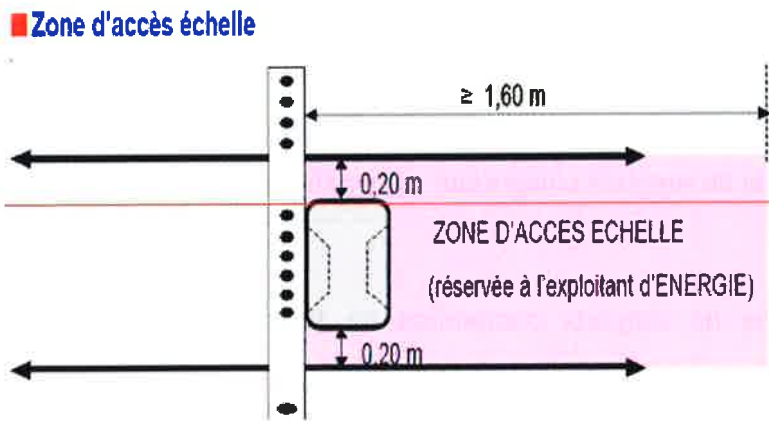 Zone d'accès échelle
≥ 1,60 m
0,20 m
ZONE D'ACCES ECHELLE
(réservée à l'exploitant d'ENERGIE)
0,20 m